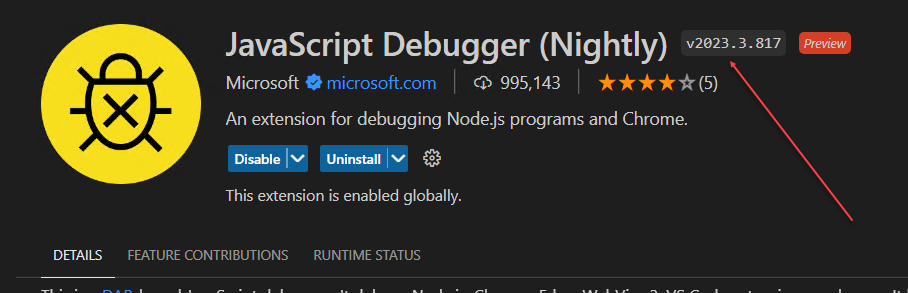 JavaScript Debugger (Nightly) v2023.3.817 Preview
Microsoft microsoft.com 995,143 (5)
An extension for debugging Node.js programs and Chrome.
Disable Uninstall
This extension is enabled globally.
DETAILS FEATURE CONTRIBUTIONS RUNTIME STATUS